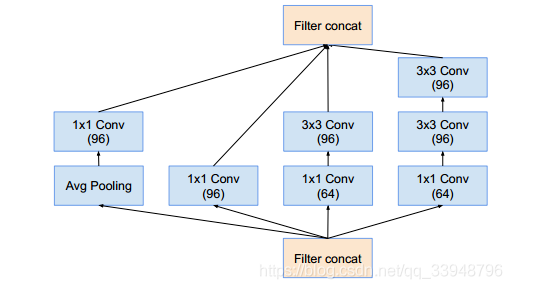 Filter concat
3x3 Conv
(96)
1x1 Conv
(96)
3x3 Conv
(96)
3x3 Conv
(96)
Avg Pooling
1x1 Conv
(96)
1x1 Conv
(64)
1x1 Conv
(64)
Filter concat
https://blog.csdn.net/qq_33948796